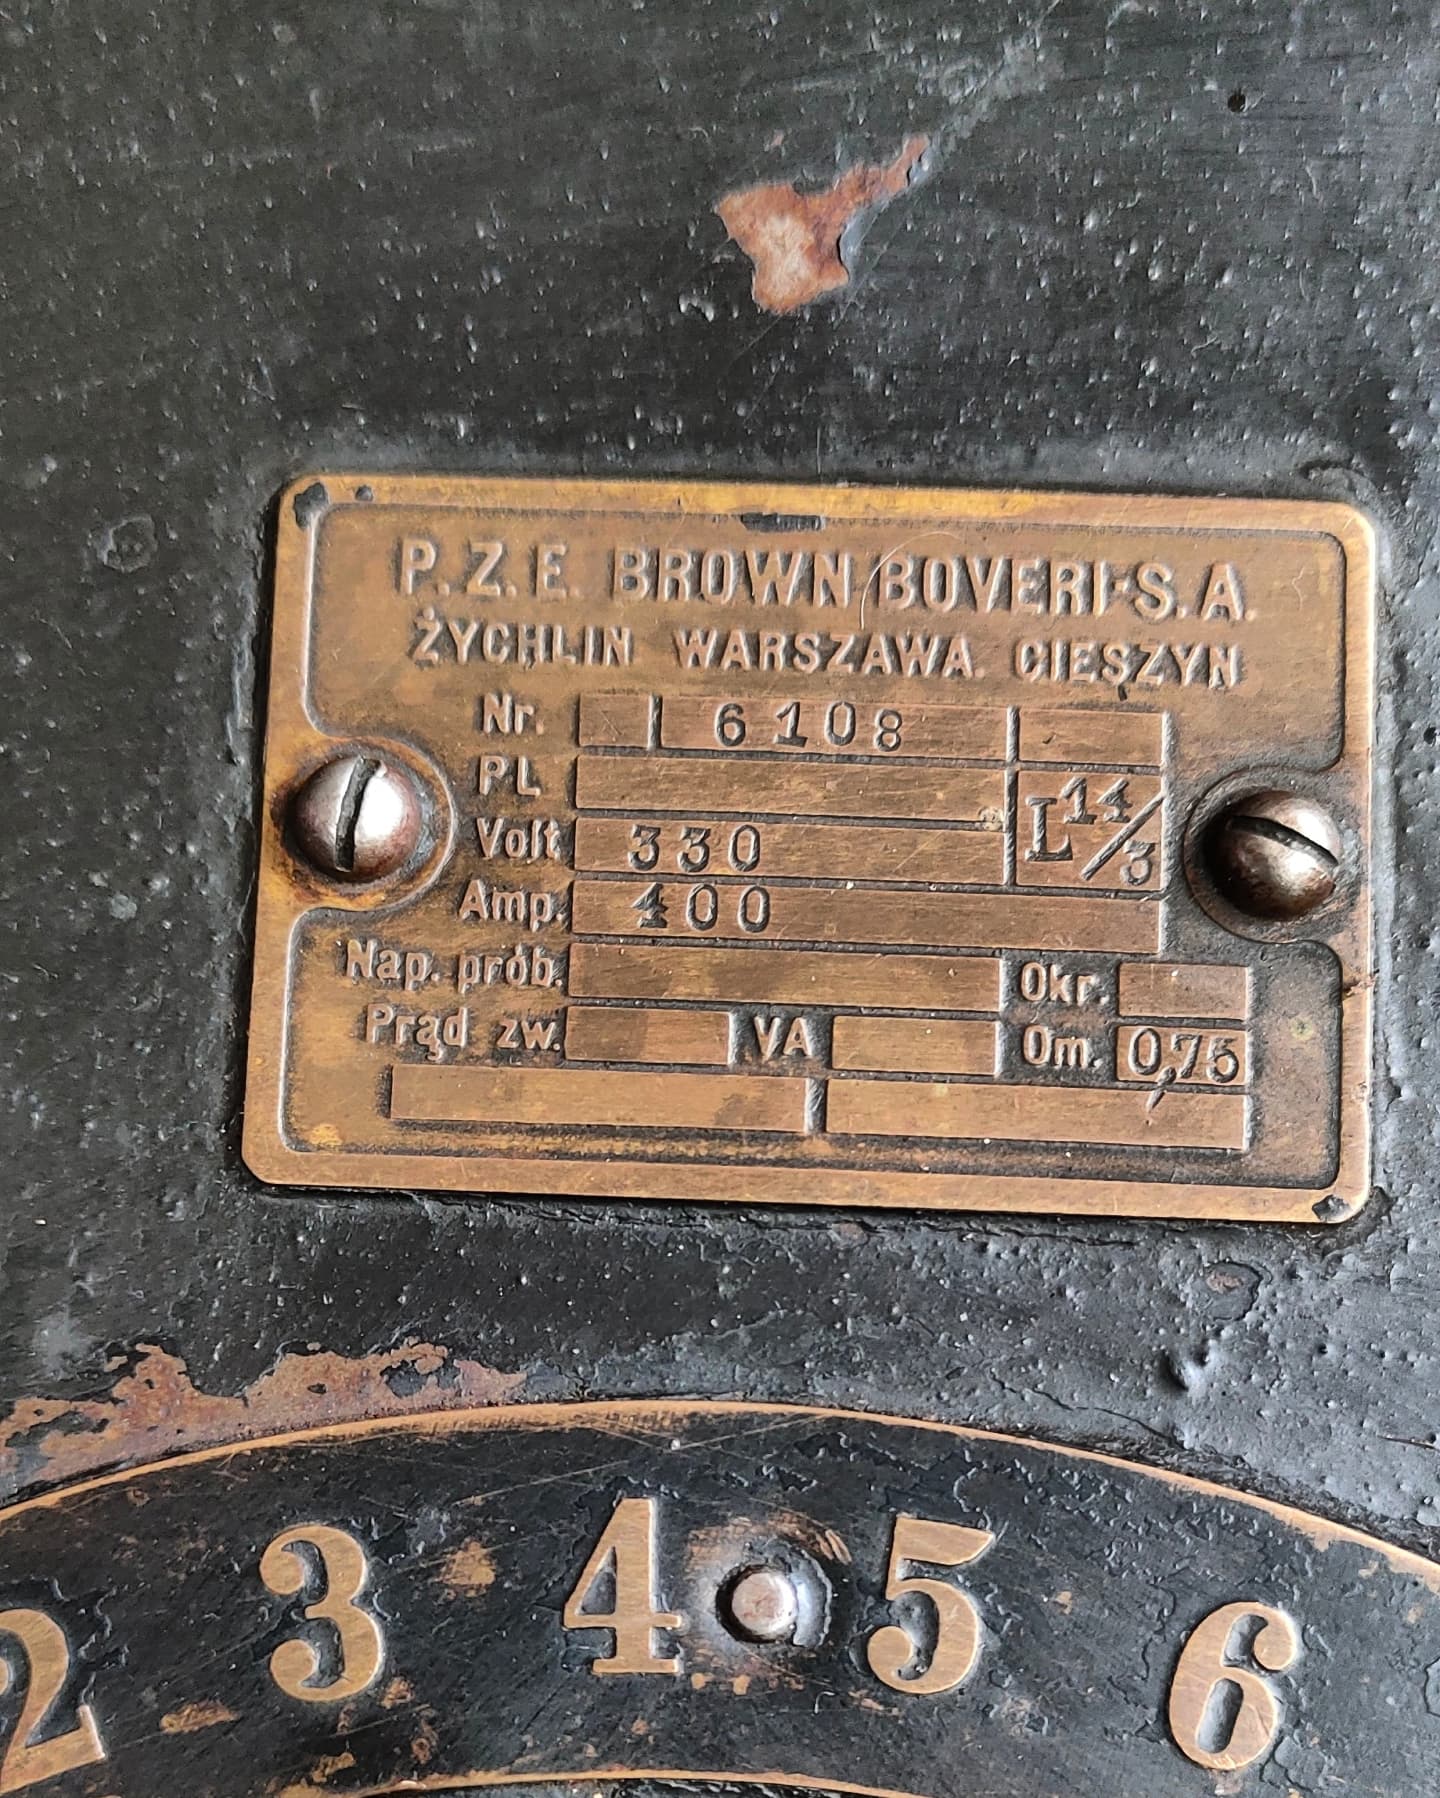 P. Z. E. BROWN BOVERI-S. A.
ŻYCHLIN WARSZAWA. CIESZYN
Nr. 6108
PL
L 14/3
Volt 330
Amp. 400
Nap. prób. Okr.
Prąd zw. VA Om. 0,75
2 3 4 5 6